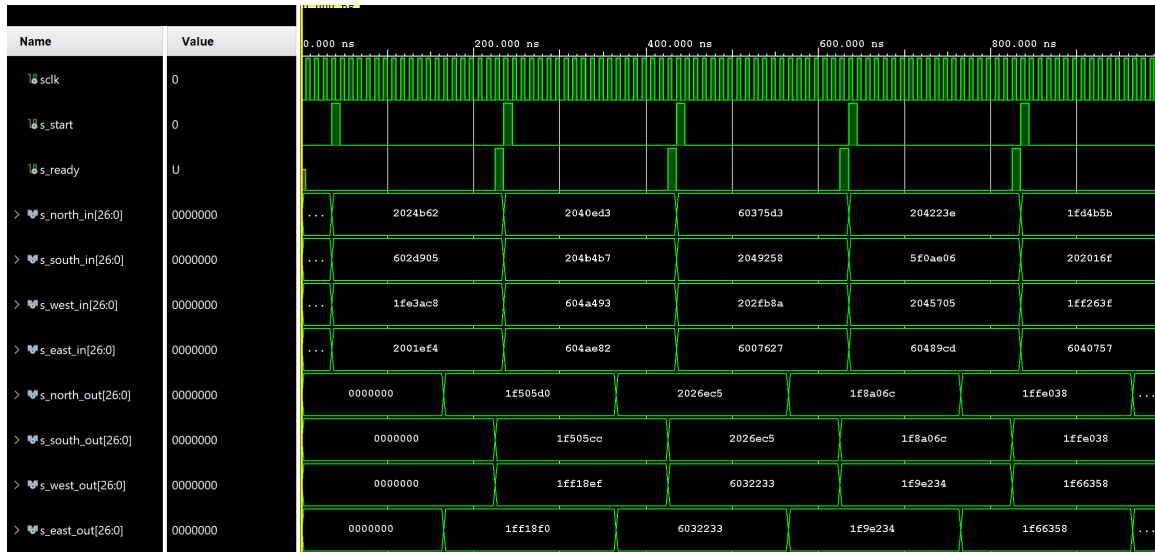 Name Value 0.000 ns 200.000 ns 400.000 ns 600.000 ns 800.000 ns
sclk 0
s_start 0
s_ready U
s_north_in[26:0] 0000000 ... 2024b62 2040ed3 60375d3 204223e 1fd4b5b
s_south_in[26:0] 0000000 ... 602d905 204b4b7 2049258 5f0ae06 202016f
s_west_in[26:0] 0000000 ... 1fe3ac8 604a493 202fb8a 2045705 1ff263f
s_east_in[26:0] 0000000 ... 2001ef4 604ae82 6007627 60489cd 6040757
s_north_out[26:0] 0000000 0000000 1f505d0 2026ec5 1f8a06c 1ffe038 ...
s_south_out[26:0] 0000000 0000000 1f505cc 2026ec5 1f8a06c 1ffe038
s_west_out[26:0] 0000000 0000000 1ff18ef 6032233 1f9e234 1f66358
s_east_out[26:0] 0000000 0000000 1ff18f0 6032233 1f9e234 1f66358 ...